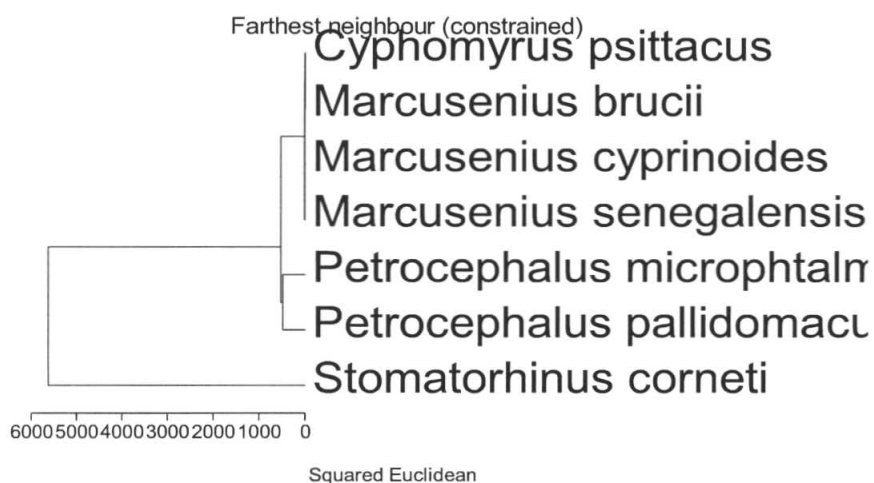 Farthest neighbour (constrained)
Cyphomyrus psittacus
Marcusenius brucii
Marcusenius cyprinoides
Marcusenius senegalensis
Petrocephalus microphtalm
Petrocephalus pallidomacu
Stomatorhinus corneti
6000 5000 4000 3000 2000 1000 0
Squared Euclidean